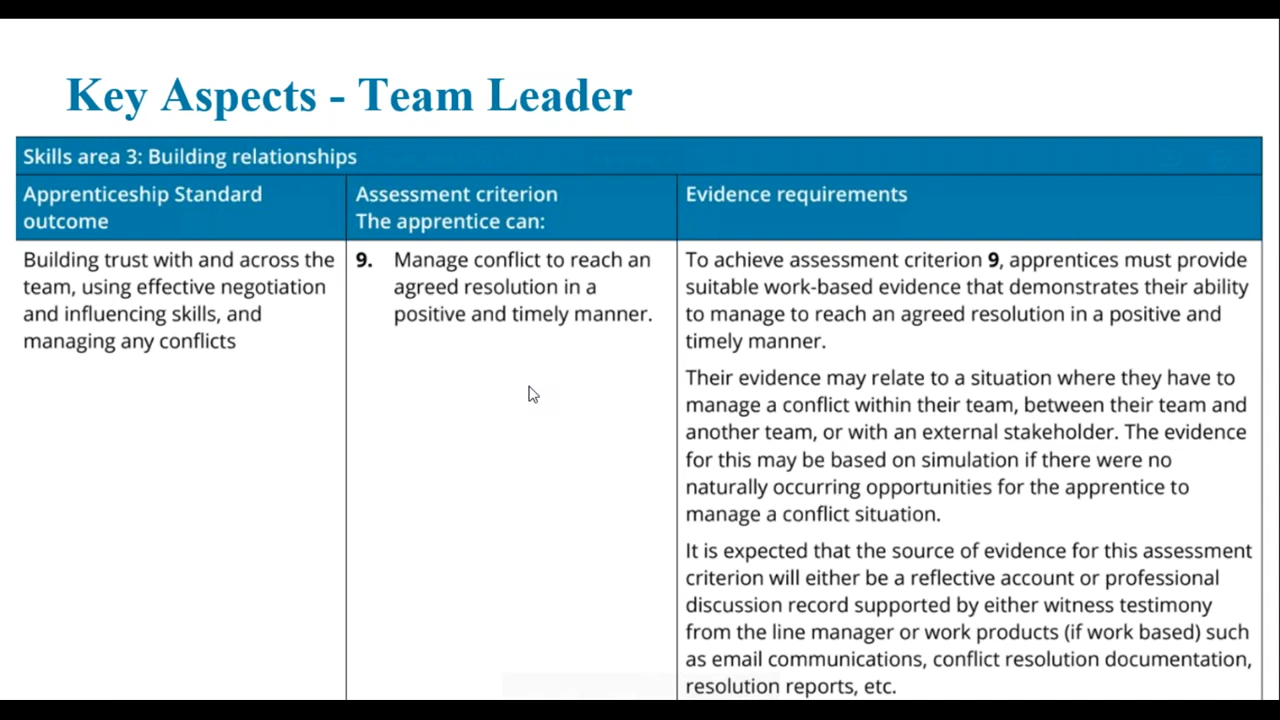 Key Aspects - Team Leader
Skills area 3: Building relationships
Apprenticeship Standard
outcome
Assessment criterion
The apprentice can:
Evidence requirements
Building trust with and across the
team, using effective negotiation
and influencing skills, and
managing any conflicts
9. Manage conflict to reach an
agreed resolution in a
positive and timely manner.
To achieve assessment criterion 9, apprentices must provide
suitable work-based evidence that demonstrates their ability
to manage to reach an agreed resolution in a positive and
timely manner.
Their evidence may relate to a situation where they have to
manage a conflict within their team, between their team and
another team, or with an external stakeholder. The evidence
for this may be based on simulation if there were no
naturally occurring opportunities for the apprentice to
manage a conflict situation.
It is expected that the source of evidence for this assessment
criterion will either be a reflective account or professional
discussion record supported by either witness testimony
from the line manager or work products (if work based) such
as email communications, conflict resolution documentation,
resolution reports, etc.